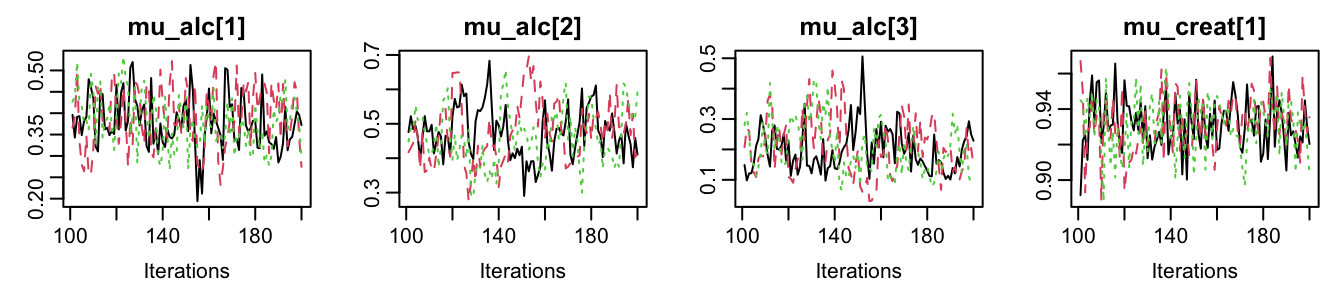 mu_alc[1] mu_alc[2] mu_alc[3] mu_creat[1]
0.50 0.35 0.20
0.7 0.5 0.3
0.5 0.3 0.1
0.94 0.90
100 140 180 100 140 180 100 140 180 100 140 180
Iterations Iterations Iterations Iterations